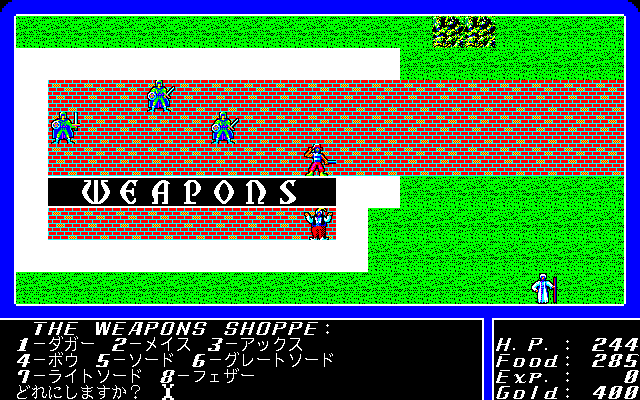 WEAPONS
THE WEAPONS SHOPPE:
1-ダガー 2-メイス 3-アックス
4-ボウ 5-ソード 6-グレートソード
7-ライトソード 8-フェザー
どれにしますか?
H.P.: 244
Food: 285
Exp.: 0
Gold: 400